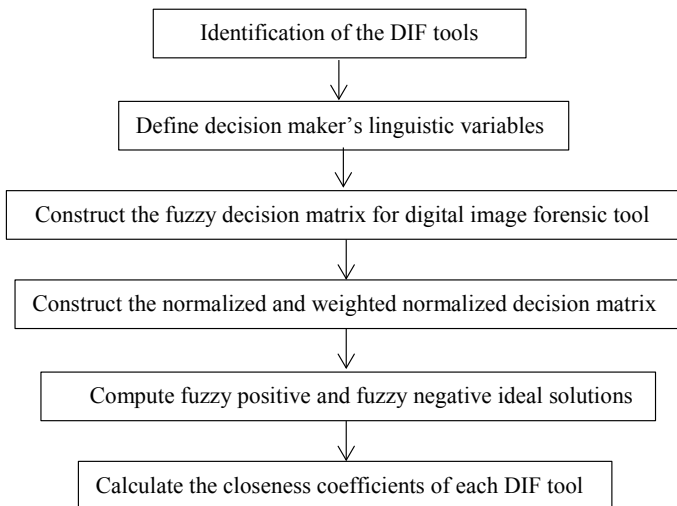 Identification of the DIF tools
Define decision maker’s linguistic variables
Construct the fuzzy decision matrix for digital image forensic tool
Construct the normalized and weighted normalized decision matrix
Compute fuzzy positive and fuzzy negative ideal solutions
Calculate the closeness coefficients of each DIF tool